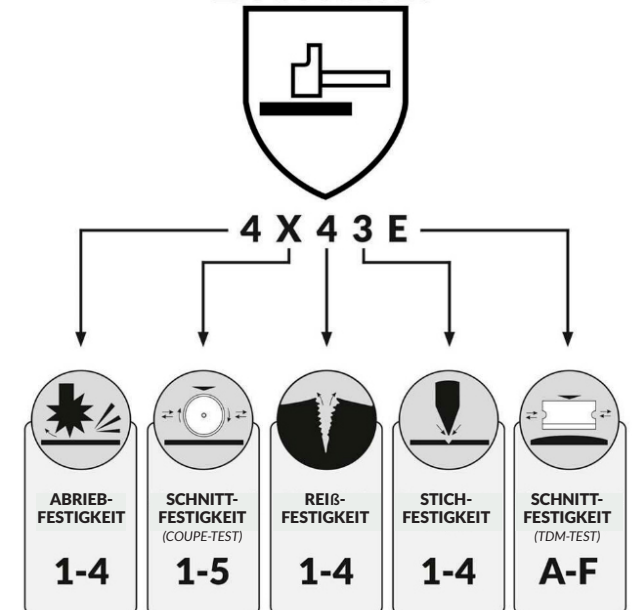 4 X 4 3 E
ABRIEB-
FESTIGKEIT
1-4
SCHNITT-
FESTIGKEIT
(COUPE-TEST)
1-5
REIß-
FESTIGKEIT
1-4
STICH-
FESTIGKEIT
1-4
SCHNITT-
FESTIGKEIT
(TDM-TEST)
A-F